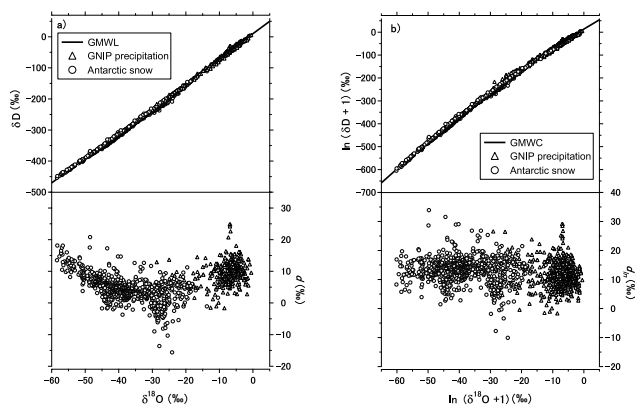 a)
GMWL
GNIP precipitation
Antarctic snow
0
−100
−200
−300
−400
−500
δD (‰)
30
20
10
0
−10
−20
d (‰)
−60 −50 −40 −30 −20 −10 0
δ¹⁸O (‰)
b)
GMWC
GNIP precipitation
Antarctic snow
0
−100
−200
−300
−400
−500
−600
−700
ln (δD + 1) (‰)
40
30
20
10
0
−10
−20
d_ln (‰)
−60 −50 −40 −30 −20 −10 0
ln (δ¹⁸O +1) (‰)